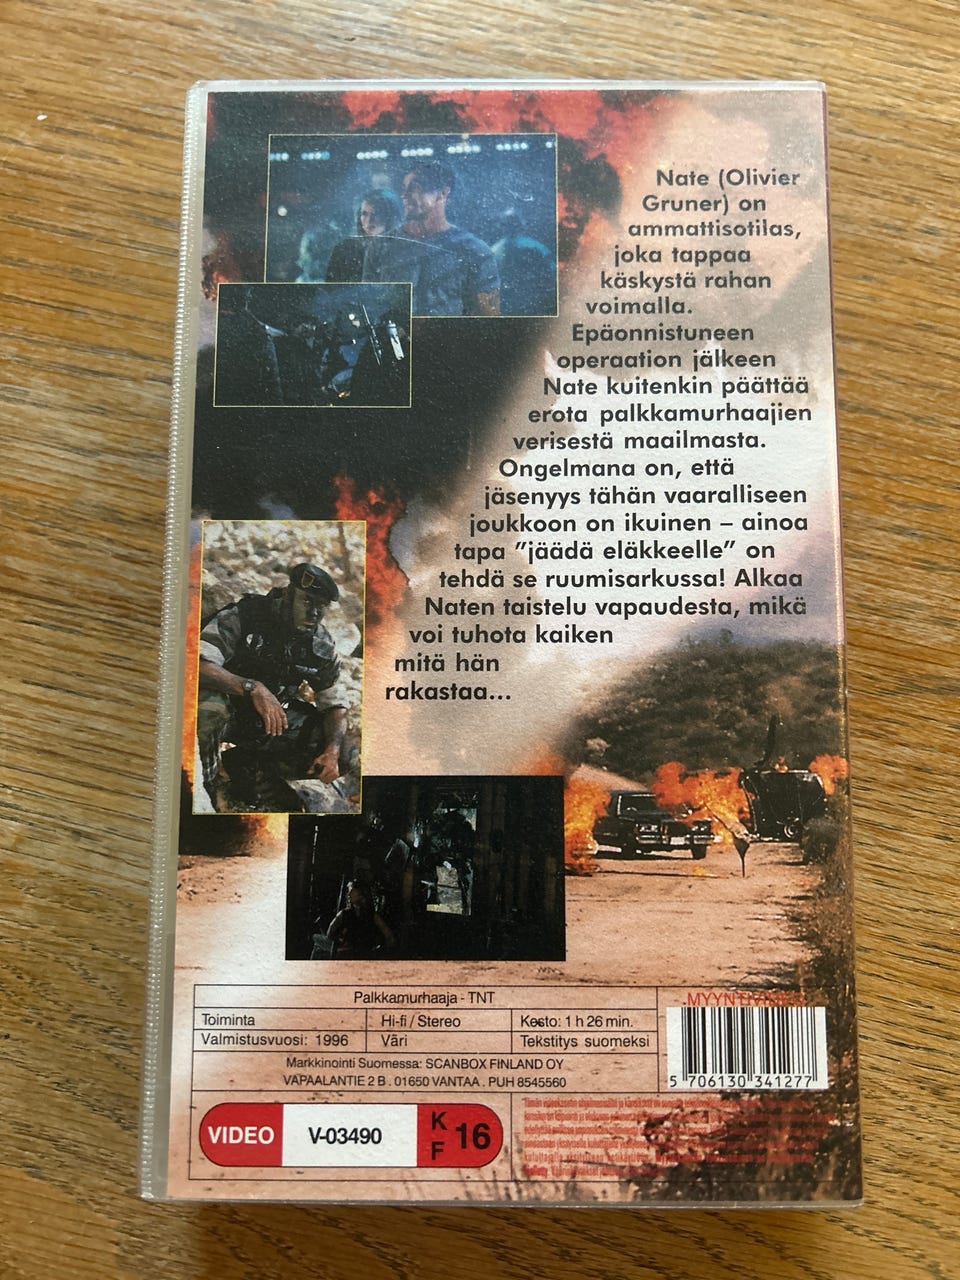 Nate (Olivier
Gruner) on
ammattisotilas,
joka tappaa
käskystä rahan
voimalla.
Epäonnistuneen
operaation jälkeen
Nate kuitenkin päättää
erota palkkamurhaajien
verisestä maailmasta.
Ongelmana on, että
jäsenyys tähän vaaralliseen
joukkoon on ikuinen – ainoa
tapa ”jäädä eläkkeelle” on
tehdä se ruumisarkussa! Alkaa
Naten taistelu vapaudesta, mikä
voi tuhota kaiken
mitä hän
rakastaa...
Palkkamurhaaja - TNT
Toiminta Hi-fi / Stereo Kesto: 1 h 26 min.
Valmistusvuosi: 1996 Väri Tekstitys suomeksi
Markkinointi Suomessa: SCANBOX FINLAND OY
VAPAALANTIE 2 B . 01650 VANTAA . PUH 8545560
MYYNTIVIDEO
5 706130 341277
VIDEO V-03490 K F 16